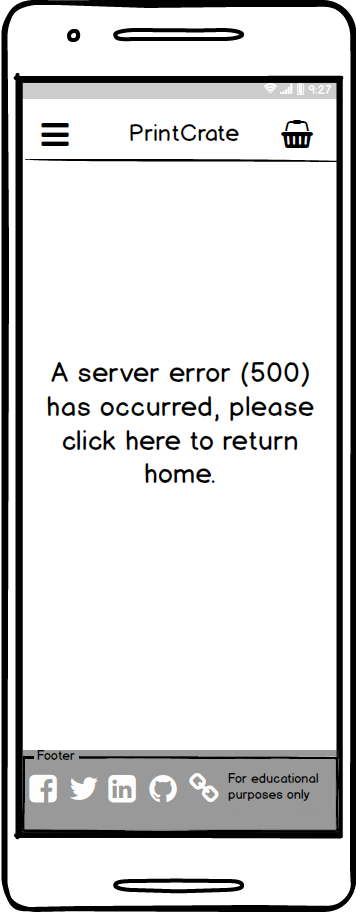 9:27
PrintCrate
A server error (500)
has occurred, please
click here to return
home.
Footer
For educational
purposes only